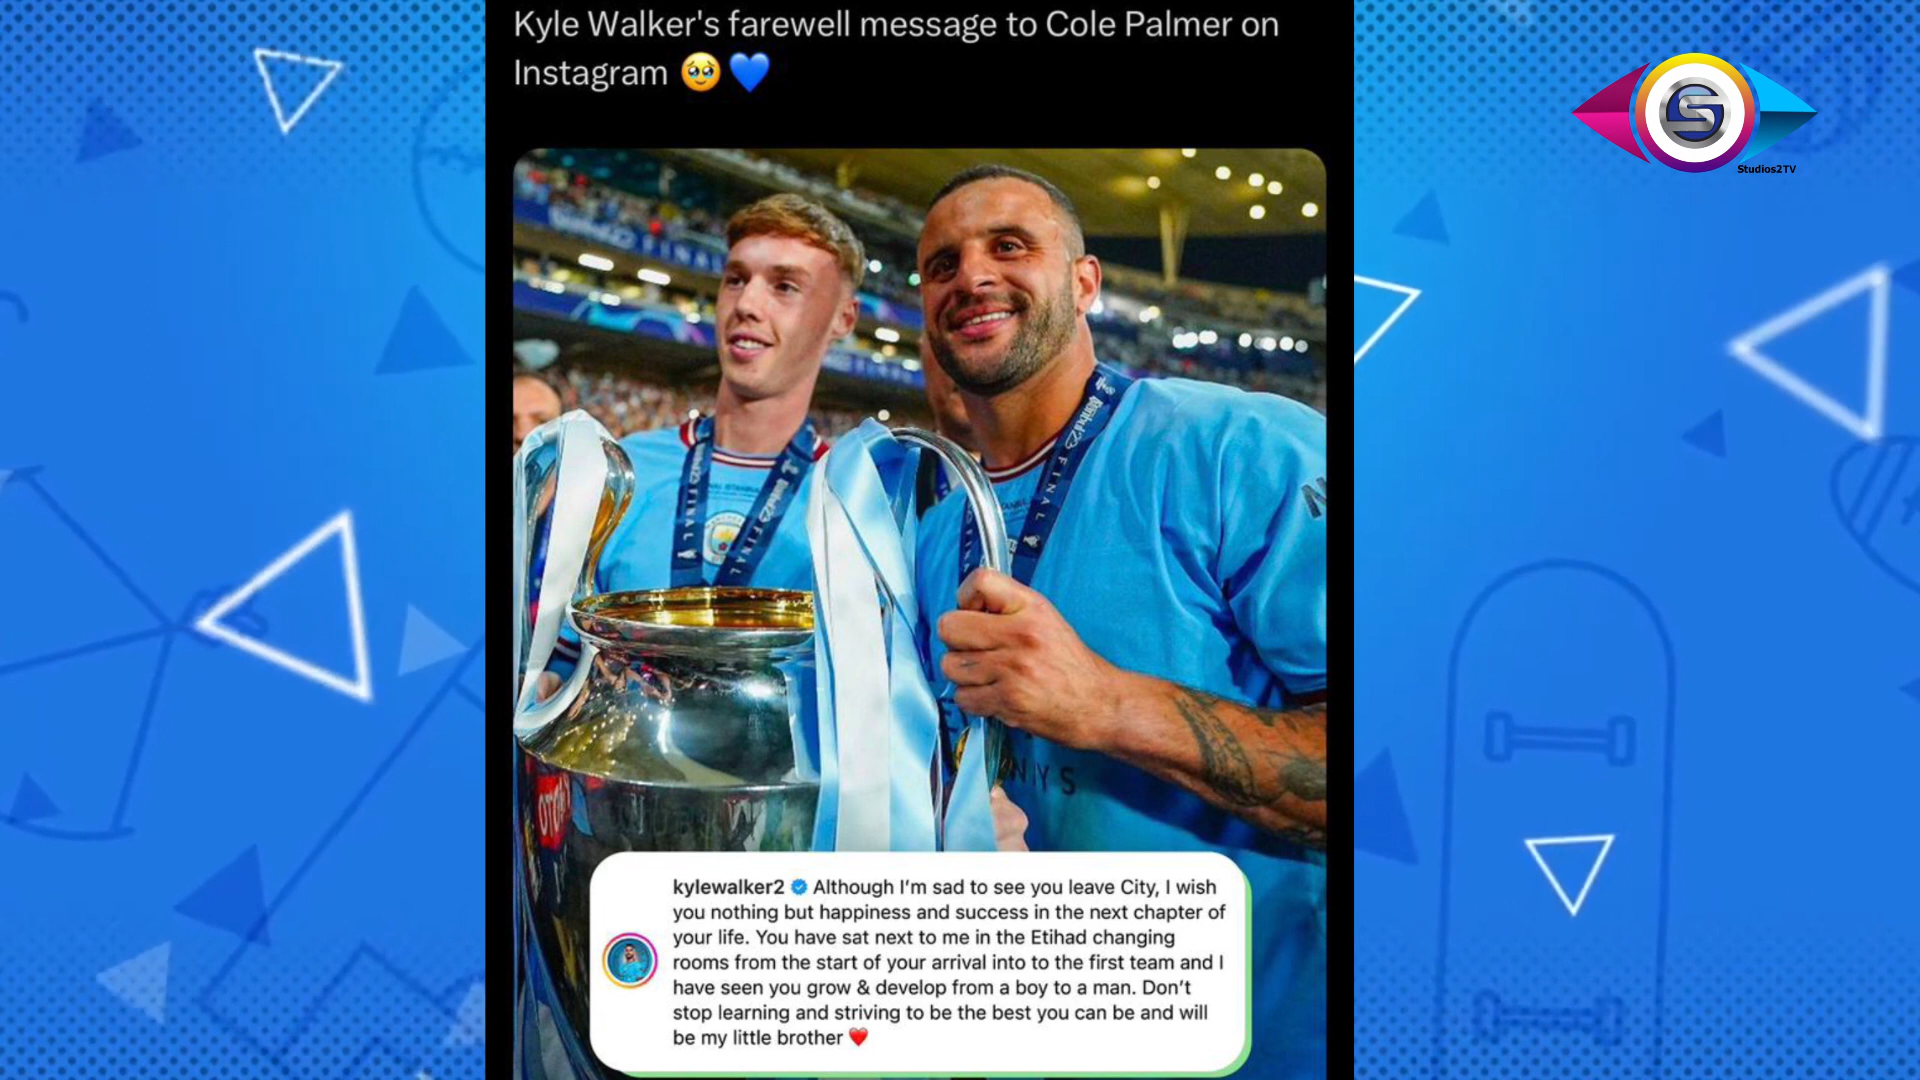 Kyle Walker's farewell message to Cole Palmer on
Instagram 🥹💙
Studios2TV
FINAL
FINAL
FINAL
NYS
kylewalker2 Although I'm sad to see you leave City, I wish
you nothing but happiness and success in the next chapter of
your life. You have sat next to me in the Etihad changing
rooms from the start of your arrival into to the first team and I
have seen you grow & develop from a boy to a man. Don't
stop learning and striving to be the best you can be and will
be my little brother ❤️